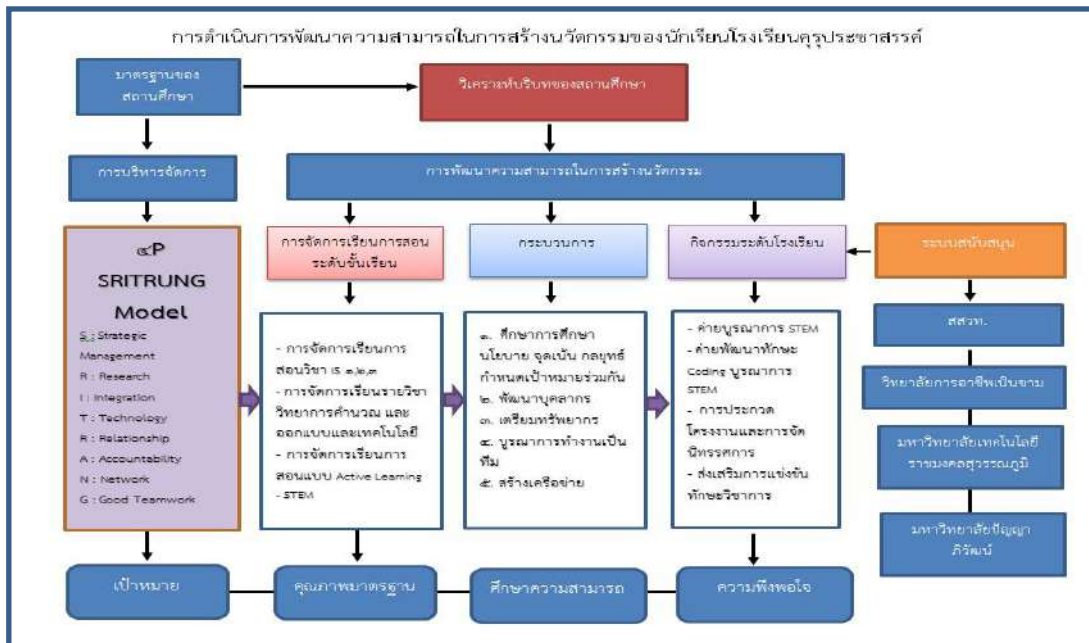 การดำเนินการพัฒนาความสามารถในการสร้างนวัตกรรมของนักเรียนโรงเรียนคุรุประชาสรรค์
มาตรฐานของ
สถานศึกษา
วิเคราะห์บริบทของสถานศึกษา
การบริหารจัดการ
การพัฒนาความสามารถในการสร้างนวัตกรรม
๔P
SRITRUNG
Model
S : Strategic
Management
R : Research
I : Integration
T : Technology
R : Relationship
A : Accountability
N : Network
G : Good Teamwork
การจัดการเรียนการสอน
ระดับชั้นเรียน
กระบวนการ
กิจกรรมระดับโรงเรียน
ระบบสนับสนุน
- การจัดการเรียนการ
สอนวิชา IS ๑,๒,๓
- การจัดการเรียนรายวิชา
วิทยาการคำนวณ และ
ออกแบบและเทคโนโลยี
- การจัดการเรียนการ
สอนแบบ Active Learning
- STEM
๑. ศึกษาการศึกษา
นโยบาย จุดเน้น กลยุทธ์
กำหนดเป้าหมายร่วมกัน
๒. พัฒนาบุคลากร
๓. เตรียมทรัพยากร
๔. บูรณาการทำงานเป็น
ทีม
๕. สร้างเครือข่าย
- ค่ายบูรณาการ STEM
- ค่ายพัฒนาทักษะ
Coding บูรณาการ
STEM
- การประกวด
โครงงานและการจัด
นิทรรศการ
- ส่งเสริมการแข่งขัน
ทักษะวิชาการ
สสวท.
วิทยาลัยการอาชีพเนินขาม
มหาวิทยาลัยเทคโนโลยี
ราชมงคลสุวรรณภูมิ
มหาวิทยาลัยปัญญา
ภิวัฒน์
เป้าหมาย
คุณภาพมาตรฐาน
ศึกษาความสามารถ
ความพึงพอใจ